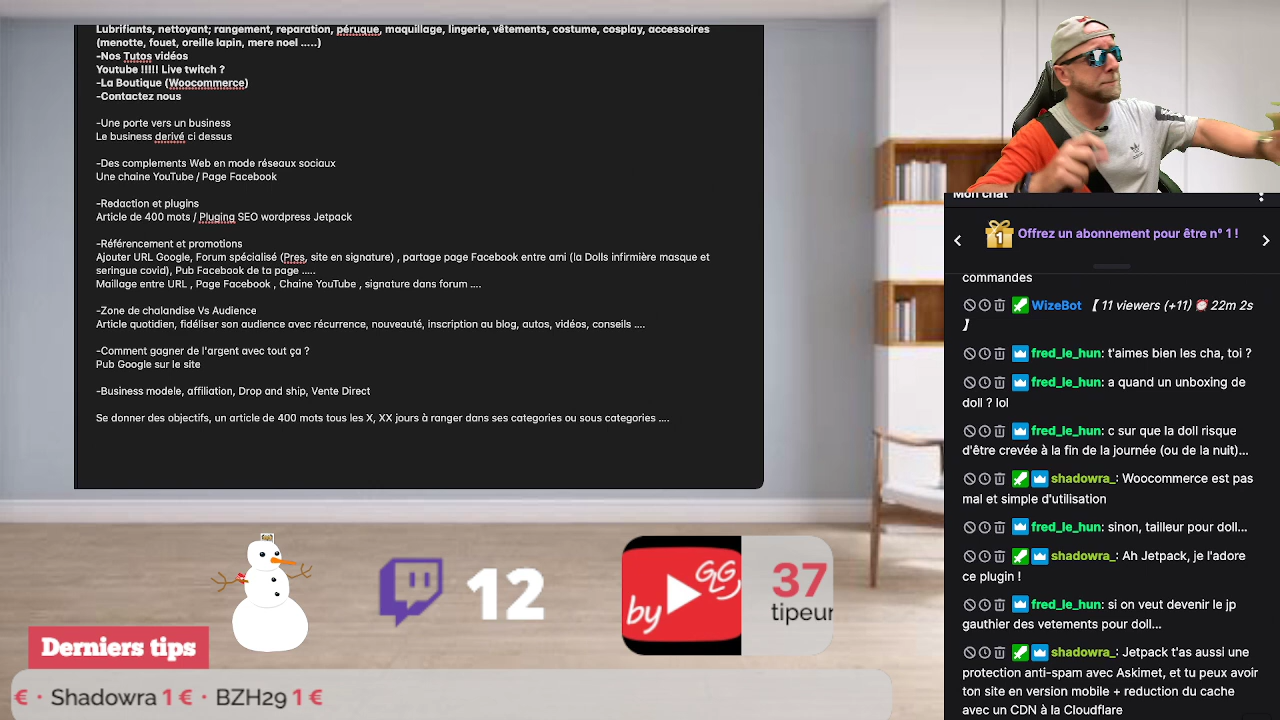 Lubrifiants, nettoyant; rangement, reparation, péruque, maquillage, lingerie, vêtements, costume, cosplay, accessoires
(menotte, fouet, oreille lapin, mere noel .....)
-Nos Tutos vidéos
Youtube !!!!! Live twitch ?
-La Boutique (Woocommerce)
-Contactez nous
-Une porte vers un business
Le business derivé ci dessus
-Des complements Web en mode réseaux sociaux
Une chaine YouTube / Page Facebook
-Redaction et plugins
Article de 400 mots / Pluging SEO wordpress Jetpack
-Référencement et promotions
Ajouter URL Google, Forum spécialisé (Pres, site en signature) , partage page Facebook entre ami (la Dolls infirmière masque et
seringue covid), Pub Facebook de ta page .....
Maillage entre URL , Page Facebook , Chaine YouTube , signature dans forum ....
-Zone de chalandise Vs Audience
Article quotidien, fidéliser son audience avec récurrence, nouveauté, inscription au blog, autos, vidéos, conseils ....
-Comment gagner de l'argent avec tout ça ?
Pub Google sur le site
-Business modele, affiliation, Drop and ship, Vente Direct
Se donner des objectifs, un article de 400 mots tous les X, XX jours à ranger dans ses categories ou sous categories ....
Mon chat
1 Offrez un abonnement pour être n° 1 !
commandes
WizeBot 【 11 viewers (+11) ⏰ 22m 2s
】
fred_le_hun: t'aimes bien les cha, toi ?
fred_le_hun: a quand un unboxing de
doll ? lol
fred_le_hun: c sur que la doll risque
d'être crevée à la fin de la journée (ou de la nuit)...
shadowra_: Woocommerce est pas
mal et simple d'utilisation
fred_le_hun: sinon, tailleur pour doll...
shadowra_: Ah Jetpack, je l'adore
ce plugin !
fred_le_hun: si on veut devenir le jp
gauthier des vetements pour doll...
shadowra_: Jetpack t'as aussi une
protection anti-spam avec Askimet, et tu peux avoir
ton site en version mobile + reduction du cache
avec un CDN à la Cloudflare
12
by GG
37
tipeur
Derniers tips
€ · Shadowra 1 € · BZH29 1 €